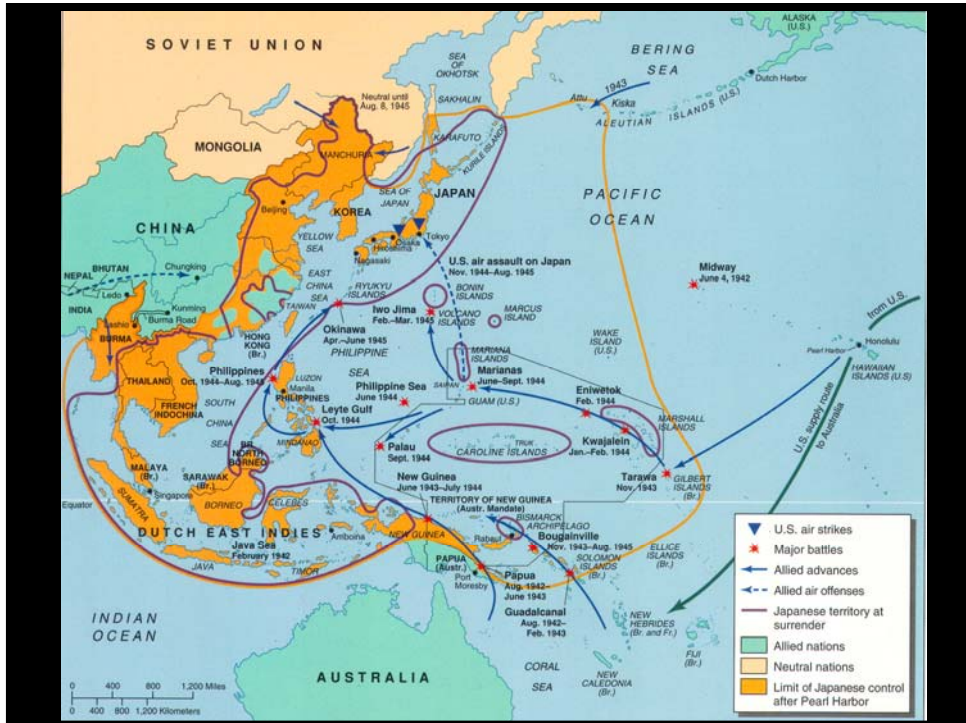 SOVIET UNION
SEA
OF
OKHOTSK
BERING
SEA
ALASKA
(U.S.)
Dutch Harbor
1943
Attu
Kiska
ALEUTIAN
ISLANDS (U.S.)
Neutral until
Aug. 8, 1945
SAKHALIN
KARAFUTO
KURILE ISLANDS
MONGOLIA
MANCHURIA
PACIFIC
OCEAN
SEA OF
JAPAN
JAPAN
Beijing
KOREA
CHINA
YELLOW
SEA
Hiroshima
Osaka
Tokyo
Nagasaki
U.S. air assault on Japan
Nov. 1944–Aug. 1945
Midway
June 4, 1942
NEPAL
BHUTAN
Chungking
EAST
CHINA
SEA
RYUKYU
ISLANDS
BONIN
ISLANDS
Iwo Jima
Feb.–Mar. 1945
VOLCANO
ISLANDS
MARCUS
ISLAND
INDIA
Ledo
Kunming
Burma Road
Lashio
BURMA
TAIWAN
HONG
KONG
(Br.)
Okinawa
Apr.–June 1945
PHILIPPINE
SEA
WAKE
ISLAND
(U.S.)
from U.S.
Pearl Harbor
Honolulu
HAWAIIAN
ISLANDS (U.S)
MARIANA
ISLANDS
Marianas
June–Sept. 1944
SAIPAN
GUAM (U.S.)
THAILAND
FRENCH
INDOCHINA
Philippines
Oct. 1944–Aug. 1945
LUZON
Manila
PHILIPPINES
Philippine Sea
June 1944
Eniwetok
Feb. 1944
MARSHALL
ISLANDS
U.S. supply route
to Australia
SOUTH
CHINA
SEA
Leyte Gulf
Oct. 1944
MINDANAO
Palau
Sept. 1944
TRUK
CAROLINE ISLANDS
Kwajalein
Jan.–Feb. 1944
Tarawa
Nov. 1943
GILBERT
ISLANDS
(Br.)
BR.
NORTH
BORNEO
MALAYA
(Br.)
SARAWAK
(Br.)
Singapore
Equator
SUMATRA
BORNEO
CELEBES
New Guinea
June 1943–July 1944
TERRITORY OF NEW GUINEA
(Austr. Mandate)
BISMARCK
ARCHIPELAGO
Rabaul
Bougainville
Nov. 1943–Aug. 1945
DUTCH EAST INDIES
Amboina
NEW GUINEA
Java Sea
February 1942
JAVA
TIMOR
PAPUA
(Austr.)
Port
Moresby
Papua
Aug. 1942–
June 1943
SOLOMON
ISLANDS
(Br.)
ELLICE
ISLANDS
(Br.)
Guadalcanal
Aug. 1942–
Feb. 1943
INDIAN
OCEAN
AUSTRALIA
CORAL
SEA
NEW
HEBRIDES
(Br. and Fr.)
NEW
CALEDONIA
(Br.)
FIJI
(Br.)
0 400 800 1,200 Miles
0 400 800 1,200 Kilometers
U.S. air strikes
Major battles
Allied advances
Allied air offenses
Japanese territory at
surrender
Allied nations
Neutral nations
Limit of Japanese control
after Pearl Harbor